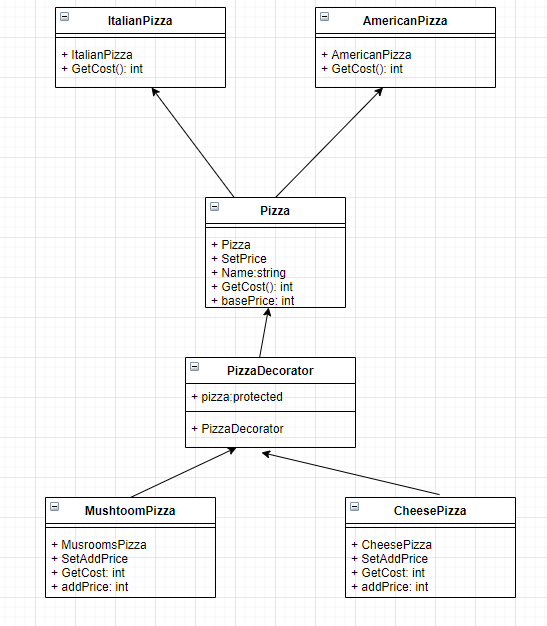 ItalianPizza
+ ItalianPizza
+ GetCost(): int
AmericanPizza
+ AmericanPizza
+ GetCost(): int
Pizza
+ Pizza
+ SetPrice
+ Name:string
+ GetCost(): int
+ basePrice: int
PizzaDecorator
+ pizza:protected
+ PizzaDecorator
MushtoomPizza
+ MusroomsPizza
+ SetAddPrice
+ GetCost: int
+ addPrice: int
CheesePizza
+ CheesePizza
+ SetAddPrice
+ GetCost: int
+ addPrice: int